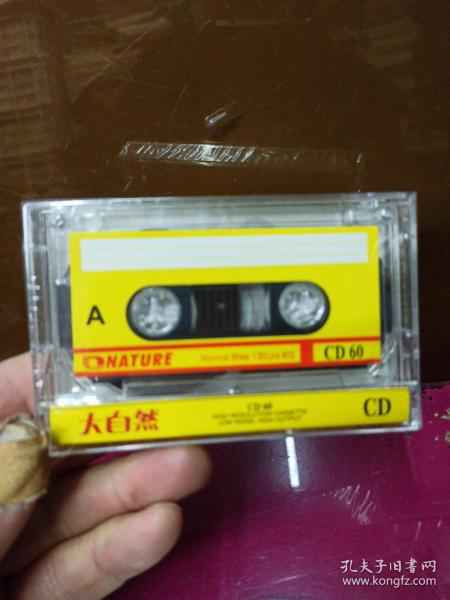 A
NATURE Normal Bias 120μs EQ CD 60
大自然 CD 60 CD
HIGH RESOLUTION CASSETTE
LOW NOISE, HIGH OUTPUT
孔夫子旧书网
www.kongfz.com